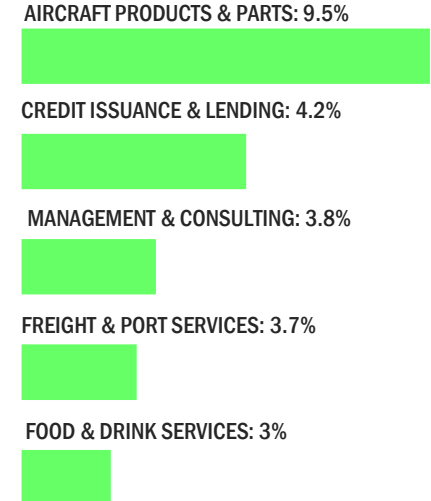 AIRCRAFT PRODUCTS & PARTS: 9.5%
CREDIT ISSUANCE & LENDING: 4.2%
MANAGEMENT & CONSULTING: 3.8%
FREIGHT & PORT SERVICES: 3.7%
FOOD & DRINK SERVICES: 3%